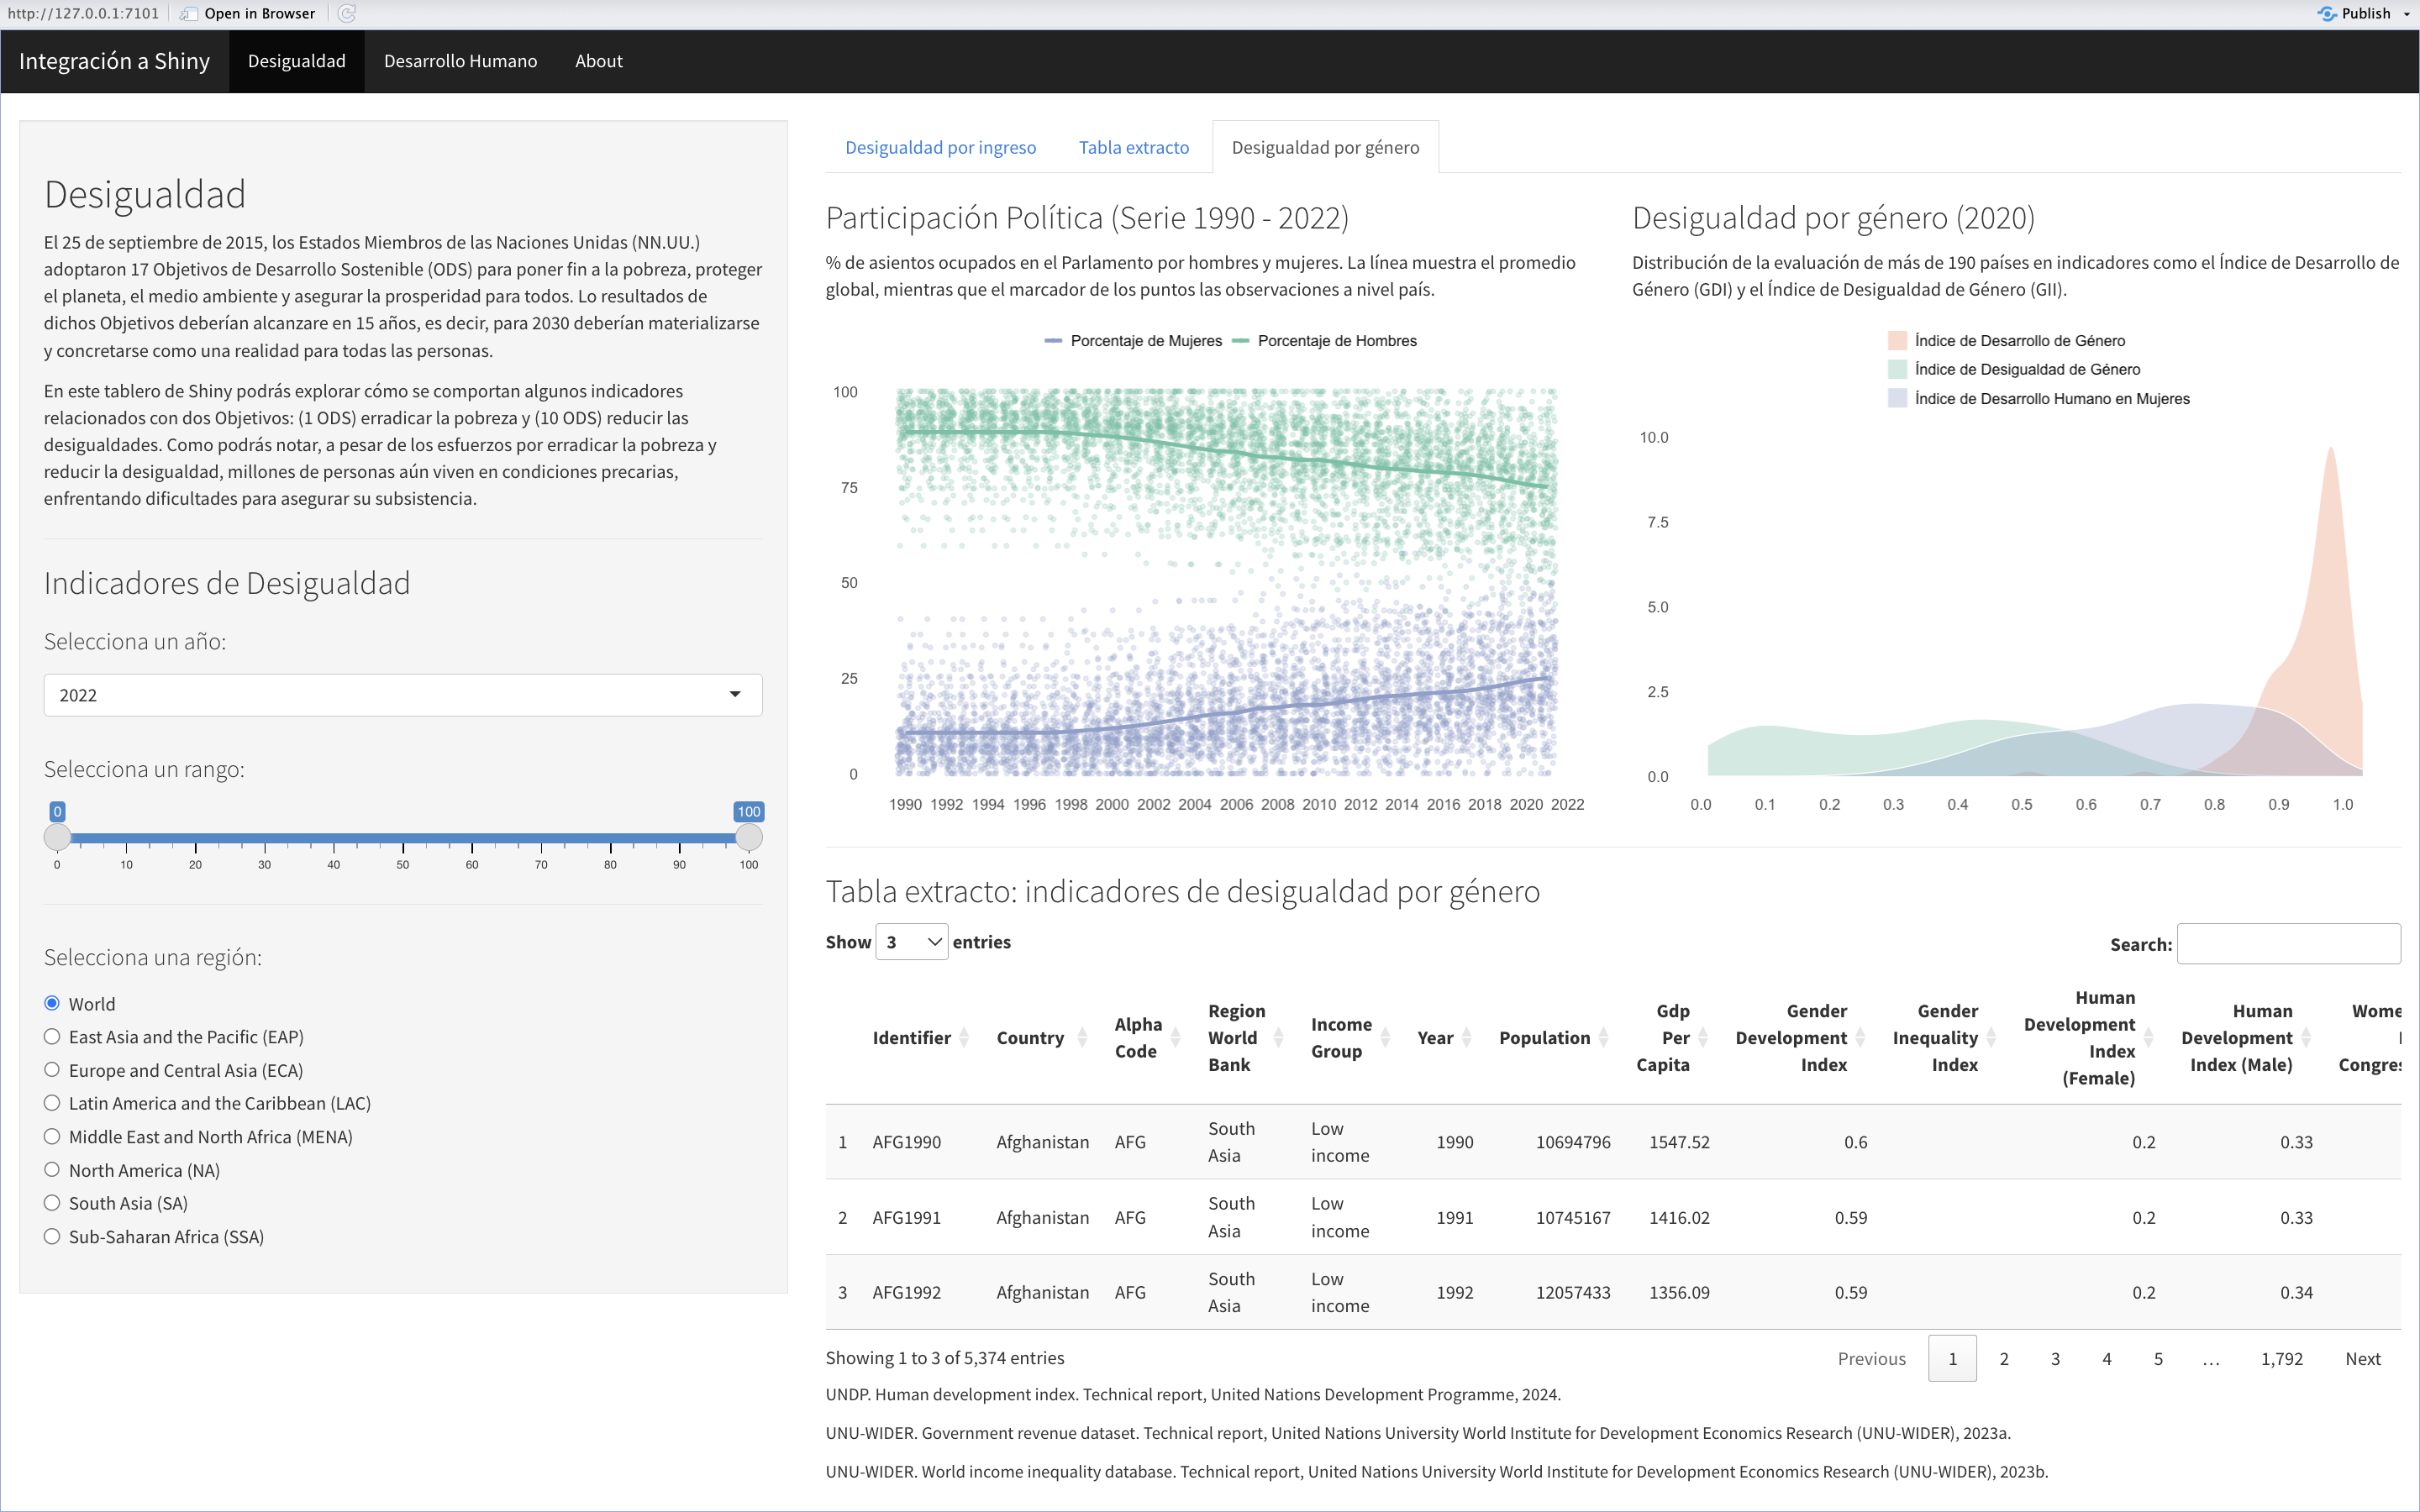 http://127.0.0.1:7101
Open in Browser
Publish
Integración a Shiny
Desigualdad
Desarrollo Humano
About
Desigualdad
El 25 de septiembre de 2015, los Estados Miembros de las Naciones Unidas (NN.UU.)
adoptaron 17 Objetivos de Desarrollo Sostenible (ODS) para poner fin a la pobreza, proteger
el planeta, el medio ambiente y asegurar la prosperidad para todos. Lo resultados de
dichos Objetivos deberían alcanzare en 15 años, es decir, para 2030 deberían materializarse
y concretarse como una realidad para todas las personas.
En este tablero de Shiny podrás explorar cómo se comportan algunos indicadores
relacionados con dos Objetivos: (1 ODS) erradicar la pobreza y (10 ODS) reducir las
desigualdades. Como podrás notar, a pesar de los esfuerzos por erradicar la pobreza y
reducir la desigualdad, millones de personas aún viven en condiciones precarias,
enfrentando dificultades para asegurar su subsistencia.
Indicadores de Desigualdad
Selecciona un año:
2022
Selecciona un rango:
0 100
0 10 20 30 40 50 60 70 80 90 100
Selecciona una región:
World
East Asia and the Pacific (EAP)
Europe and Central Asia (ECA)
Latin America and the Caribbean (LAC)
Middle East and North Africa (MENA)
North America (NA)
South Asia (SA)
Sub-Saharan Africa (SSA)
Desigualdad por ingreso
Tabla extracto
Desigualdad por género
Participación Política (Serie 1990 - 2022)
% de asientos ocupados en el Parlamento por hombres y mujeres. La línea muestra el promedio
global, mientras que el marcador de los puntos las observaciones a nivel país.
Porcentaje de Mujeres Porcentaje de Hombres
100
75
50
25
0
1990 1992 1994 1996 1998 2000 2002 2004 2006 2008 2010 2012 2014 2016 2018 2020 2022
Desigualdad por género (2020)
Distribución de la evaluación de más de 190 países en indicadores como el Índice de Desarrollo de
Género (GDI) y el Índice de Desigualdad de Género (GII).
Índice de Desarrollo de Género
Índice de Desigualdad de Género
Índice de Desarrollo Humano en Mujeres
10.0
7.5
5.0
2.5
0.0
0.0 0.1 0.2 0.3 0.4 0.5 0.6 0.7 0.8 0.9 1.0
Tabla extracto: indicadores de desigualdad por género
Show 3 entries
Search:
Identifier
Country
Alpha
Code
Region
World
Bank
Income
Group
Year
Population
Gdp
Per
Capita
Gender
Development
Index
Gender
Inequality
Index
Human
Development
Index
(Female)
Human
Development
Index (Male)
1 AFG1990 Afghanistan AFG South Asia Low income 1990 10694796 1547.52 0.6 0.2 0.33
2 AFG1991 Afghanistan AFG South Asia Low income 1991 10745167 1416.02 0.59 0.2 0.33
3 AFG1992 Afghanistan AFG South Asia Low income 1992 12057433 1356.09 0.59 0.2 0.34
Showing 1 to 3 of 5,374 entries
Previous 1 2 3 4 5 … 1,792 Next
UNDP. Human development index. Technical report, United Nations Development Programme, 2024.
UNU-WIDER. Government revenue dataset. Technical report, United Nations University World Institute for Development Economics Research (UNU-WIDER), 2023a.
UNU-WIDER. World income inequality database. Technical report, United Nations University World Institute for Development Economics Research (UNU-WIDER), 2023b.